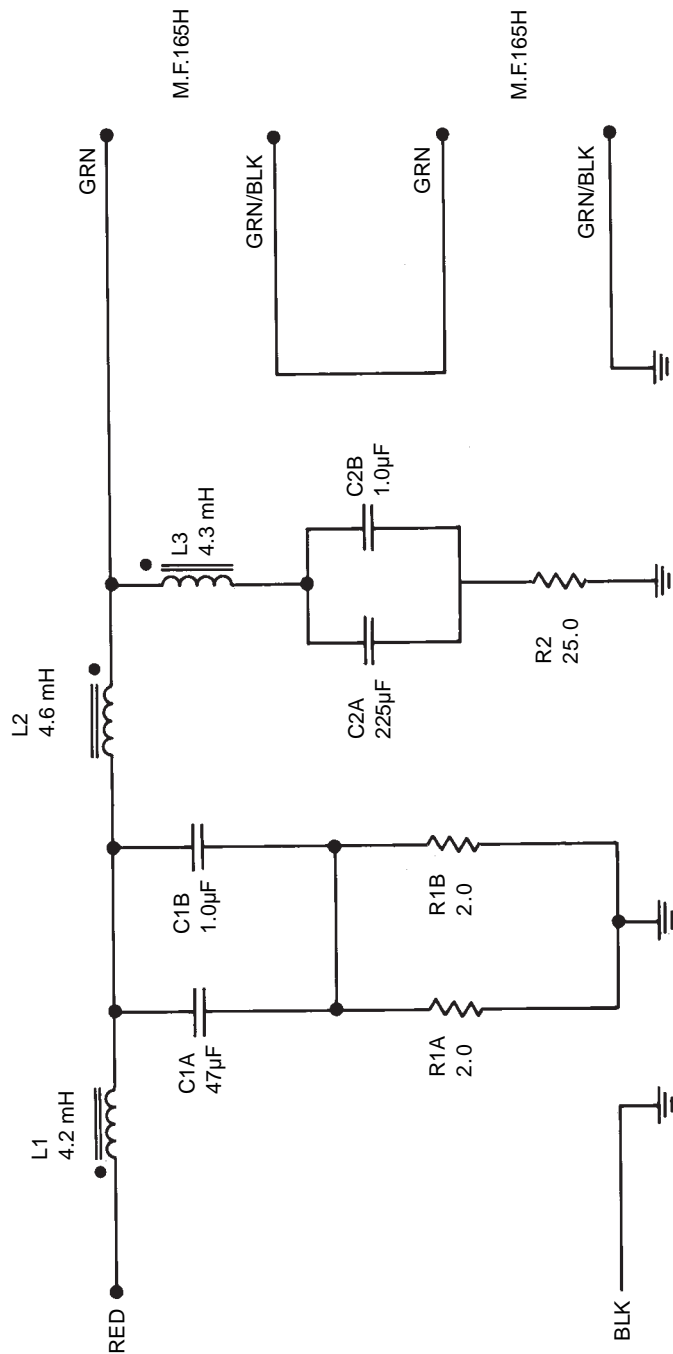 RED
L1
4.2 mH
C1A
47µF
C1B
1.0µF
R1A
2.0
R1B
2.0
BLK
L2
4.6 mH
L3
4.3 mH
C2A
225µF
C2B
1.0µF
R2
25.0
GRN
M.F.165H
GRN/BLK
GRN
M.F.165H
GRN/BLK